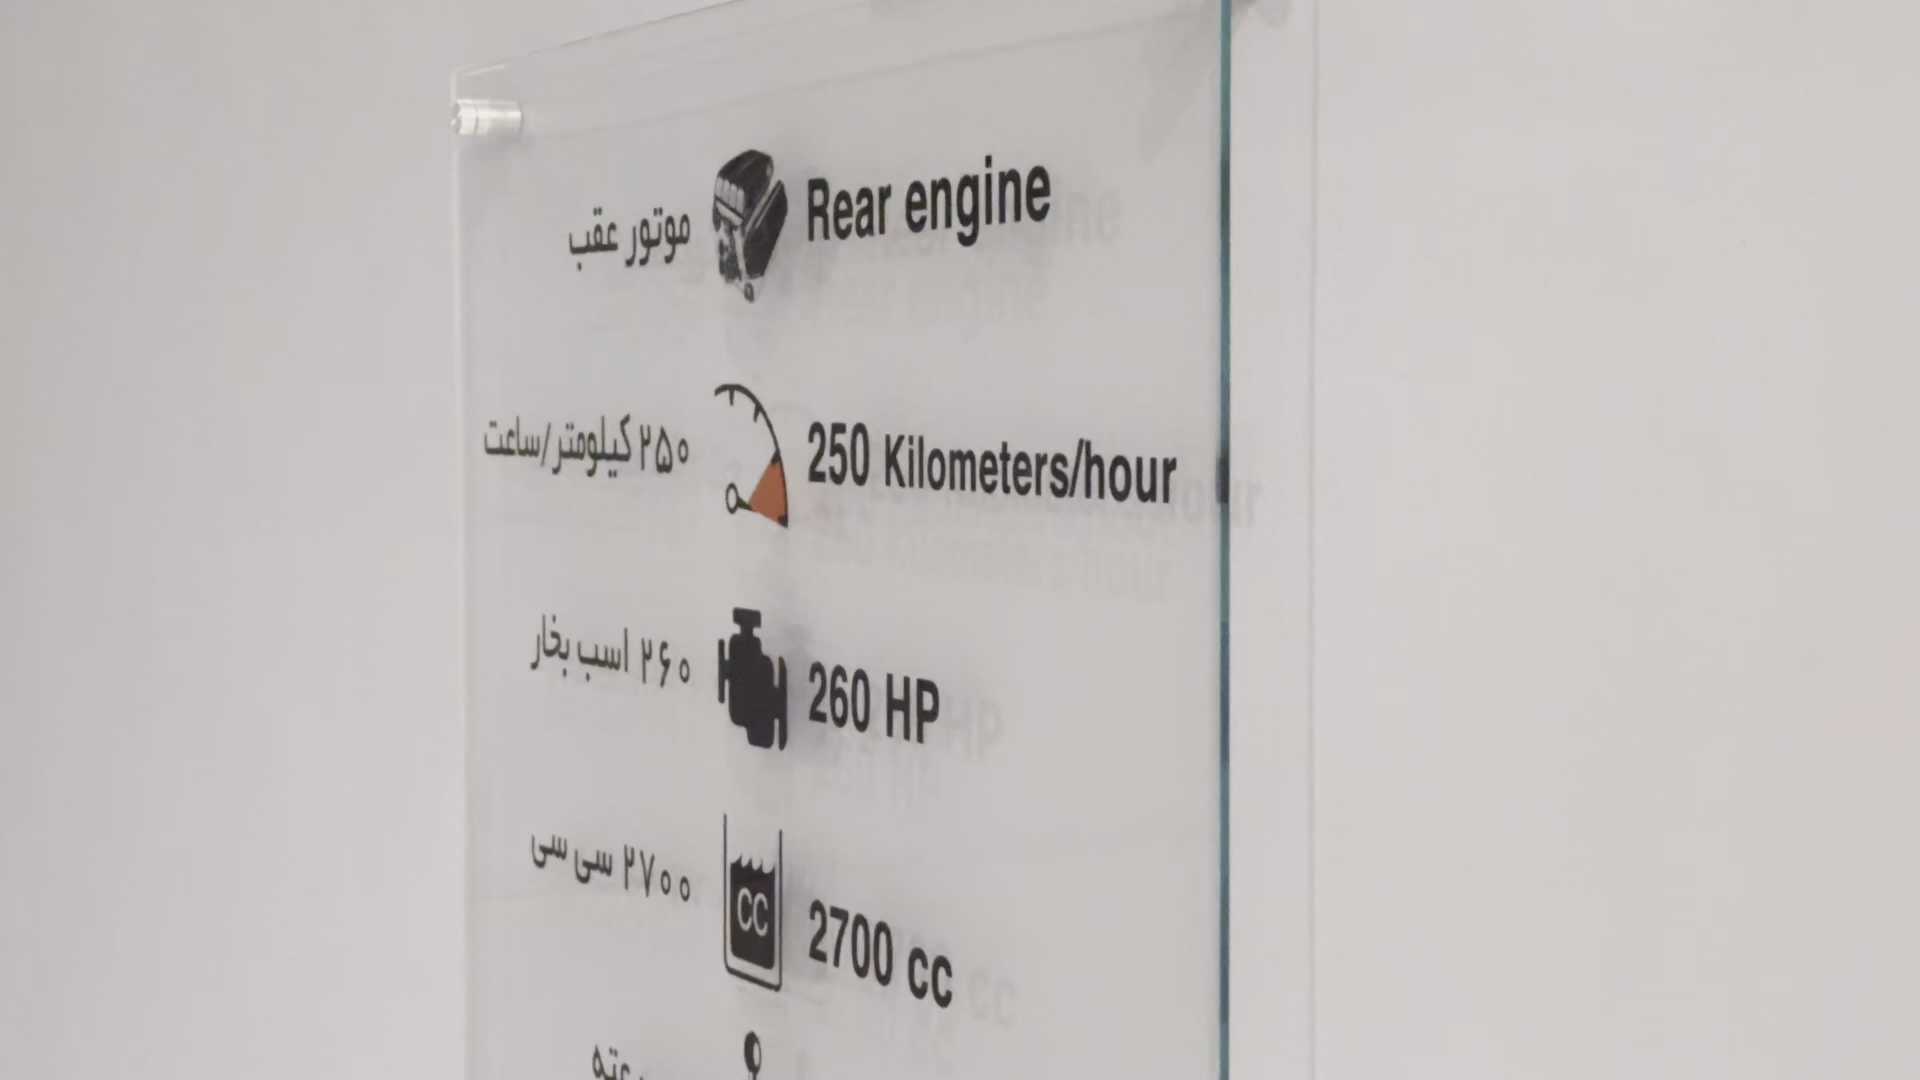 موتور عقب Rear engine
۲۵۰ کیلومتر/ساعت 250 Kilometers/hour
۲۶۰ اسب بخار 260 HP
۲۷۰۰ سی سی CC 2700 cc